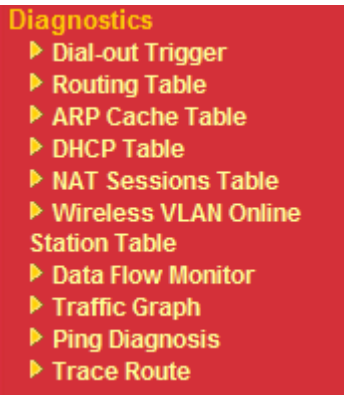 Diagnostics
Dial-out Trigger
Routing Table
ARP Cache Table
DHCP Table
NAT Sessions Table
Wireless VLAN Online
Station Table
Data Flow Monitor
Traffic Graph
Ping Diagnosis
Trace Route